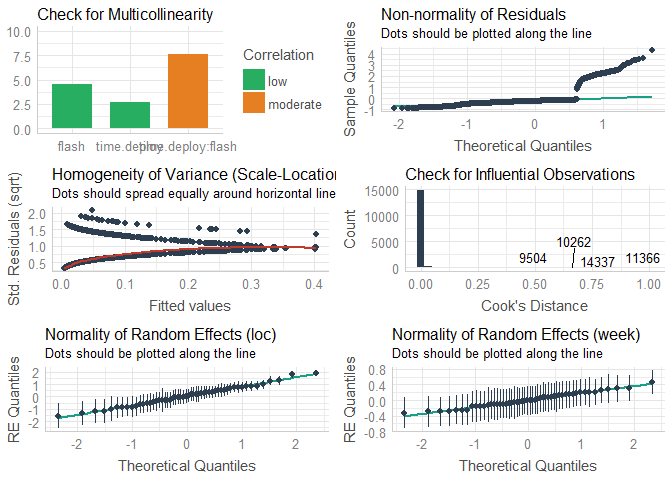 Check for Multicollinearity
10.0
7.5
5.0
2.5
0.0
flash
time.deploy
time.deploy:flash
Correlation
low
moderate
Non-normality of Residuals
Dots should be plotted along the line
Sample Quantiles
4
3
2
1
0
-1
-2
-1
0
1
Theoretical Quantiles
Homogeneity of Variance (Scale-Location
Dots should spread equally around horizontal line
Std. Residuals (sqrt)
2.0
1.5
1.0
0.5
0.0
0.1
0.2
0.3
0.4
Fitted values
Check for Influential Observations
Count
15000
10000
5000
0
9504
10262
14337
11366
0.00
0.25
0.50
0.75
1.00
Cook's Distance
Normality of Random Effects (loc)
Dots should be plotted along the line
RE Quantiles
2
1
0
-1
-2
-2
-1
0
1
2
Theoretical Quantiles
Normality of Random Effects (week)
Dots should be plotted along the line
RE Quantiles
0.8
0.4
0.0
-0.4
-0.8
-2
-1
0
1
2
Theoretical Quantiles